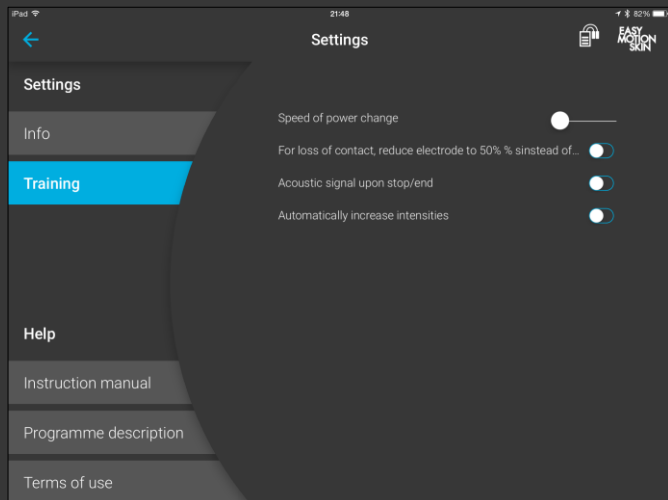 iPad 21:48 82%
Settings
EASY
MOTION
SKIN
Settings
Info
Training
Speed of power change
For loss of contact, reduce electrode to 50% % sinstead of...
Acoustic signal upon stop/end
Automatically increase intensities
Help
Instruction manual
Programme description
Terms of use